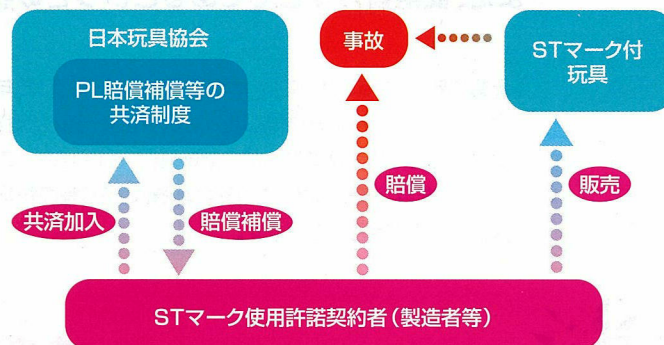 日本玩具協会
PL賠償補償等の
共済制度
事故
STマーク付
玩具
共済加入
賠償補償
賠償
販売
STマーク使用許諾契約者(製造者等)